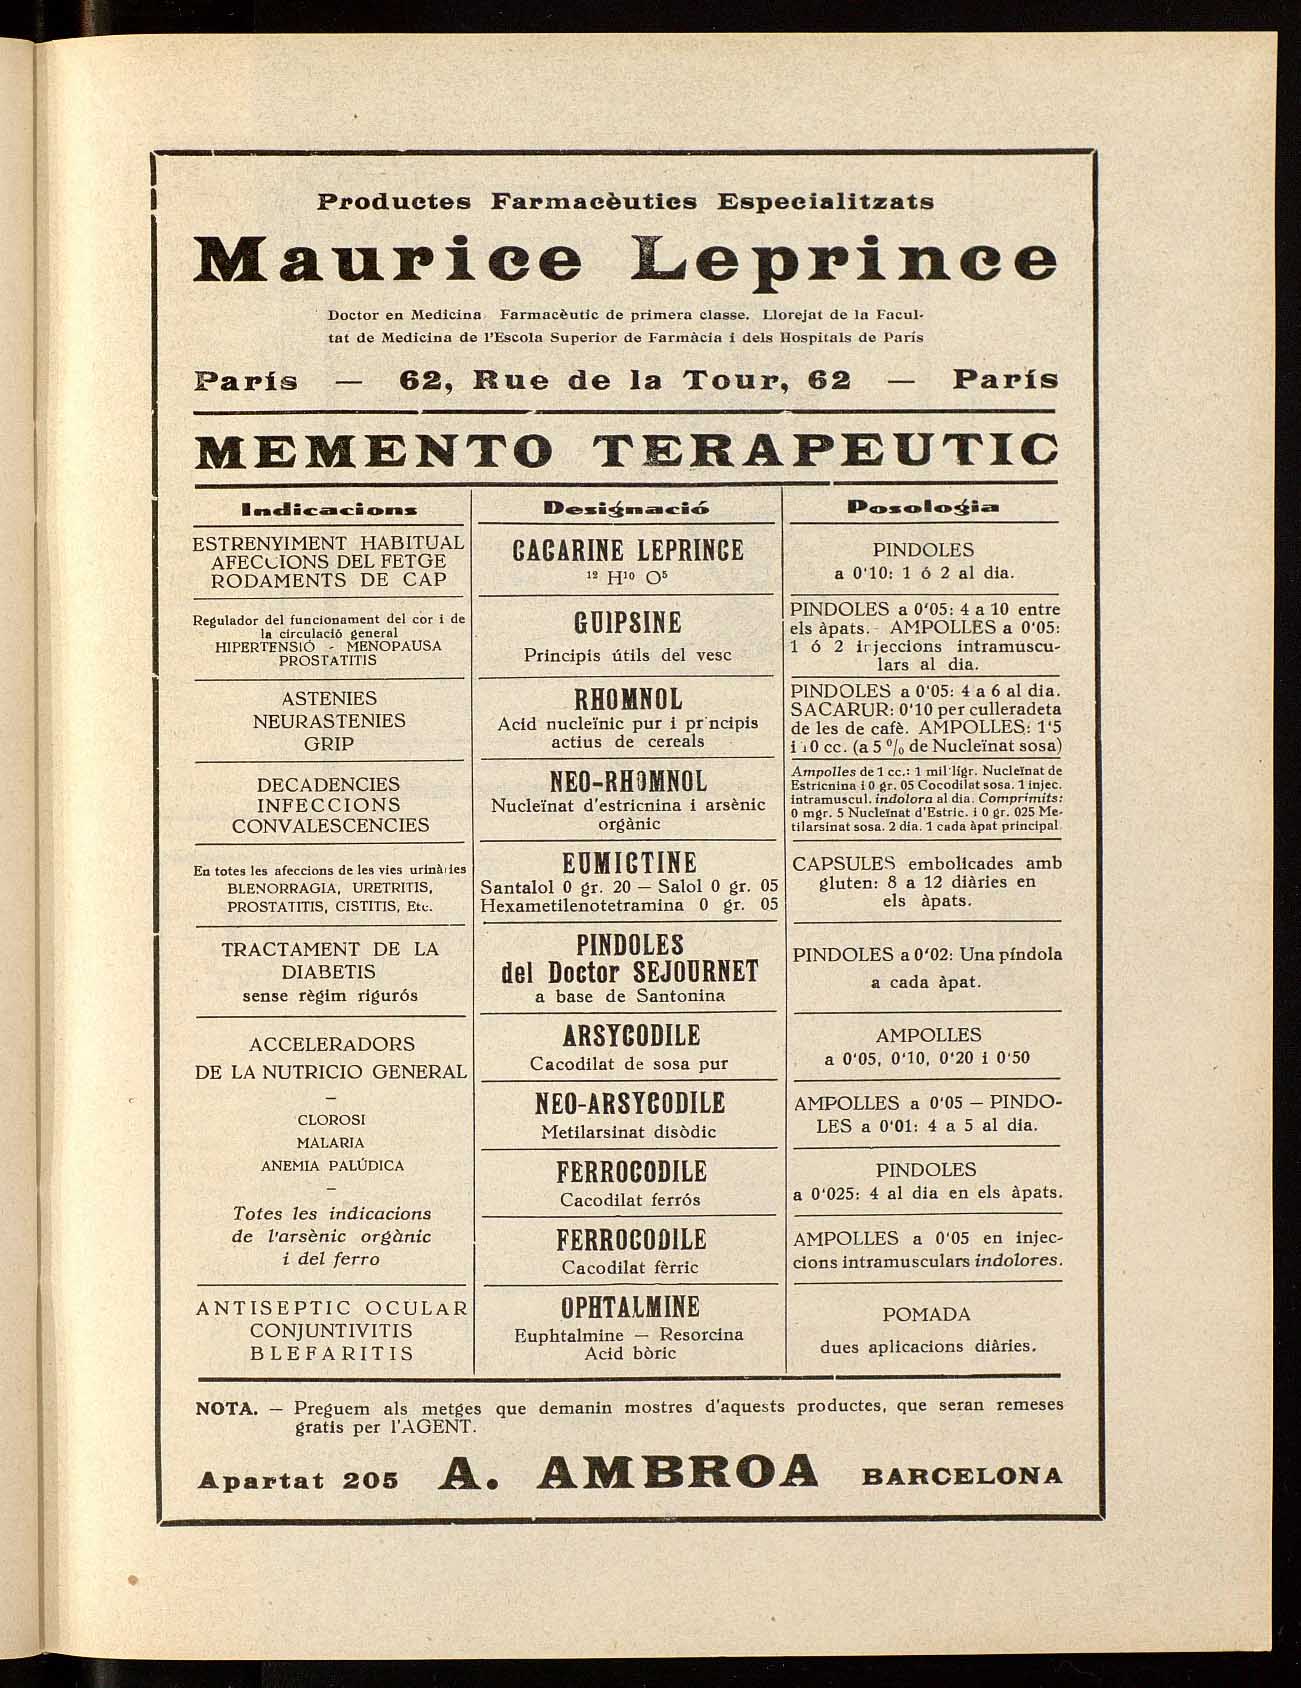 Productes Farmacèutics Especialitzats
Maurice Leprince
Doctor en Medicina Farmacèutic de primera classe. Llorejat de la Facul-
tat de Medicina de l'Escola Superior de Farmàcia i dels Hospitals de París
París — 62, Rue de la Tour, 62 — París
MEMENTO TERAPEUTIC
Indicacions
Designació
Posologia
ESTRENYIMENT HABITUAL
AFECCIONS DEL FETGE
RODAMENTS DE CAP
CACARINE LEPRINCE
¹² H¹⁰ O⁵
PINDOLES
a 0'10: 1 ó 2 al dia.
Regulador del funcionament del cor i de
la circulació general
HIPERTENSIÓ - MENOPAUSA
PROSTATITIS
GUIPSINE
Principis útils del vesc
PINDOLES a 0'05: 4 a 10 entre
els àpats. - AMPOLLES a 0'05:
1 ó 2 injeccions intramuscu-
lars al dia.
ASTENIES
NEURASTENIES
GRIP
RHOMNOL
Acid nucleïnic pur i principis
actius de cereals
PINDOLES a 0'05: 4 a 6 al dia.
SACARUR: 0'10 per culleradeta
de les de cafè. AMPOLLES: 1'5
i 10 cc. (a 5 % de Nucleïnat sosa)
DECADENCIES
INFECCIONS
CONVALESCENCIES
NEO-RHOMNOL
Nucleïnat d'estricnina i arsènic
orgànic
Ampolles de 1 cc.: 1 mil·lígr. Nucleïnat de
Estricnina i 0 gr. 05 Cocodilat sosa. 1 injec.
intramuscul. indolora al dia. Comprimits:
0 mgr. 5 Nucleïnat d'Estric. i 0 gr. 025 Me-
tilarsinat sosa. 2 dia. 1 cada àpat principal
En totes les afeccions de les vies urinàries
BLENORRAGIA, URETRITIS,
PROSTATITIS, CISTITIS, Etc.
EUMICTINE
Santalol 0 gr. 20 — Salol 0 gr. 05
Hexametilenotetramina 0 gr. 05
CAPSULES embolicades amb
gluten: 8 a 12 diàries en
els àpats.
TRACTAMENT DE LA
DIABETIS
sense règim rigurós
PINDOLES
del Doctor SEJOURNET
a base de Santonina
PINDOLES a 0'02: Una píndola
a cada àpat.
ACCELERADORS
DE LA NUTRICIO GENERAL
—
CLOROSI
MALARIA
ANEMIA PALÚDICA
—
Totes les indicacions
de l'arsènic orgànic
i del ferro
ARSYCODILE
Cacodilat de sosa pur
AMPOLLES
a 0'05, 0'10, 0'20 i 0'50
NEO-ARSYCODILE
Metilarsinat disòdic
AMPOLLES a 0'05 — PINDO-
LES a 0'01: 4 a 5 al dia.
FERROCODILE
Cacodilat ferrós
PINDOLES
a 0'025: 4 al dia en els àpats.
FERROCODILE
Cacodilat fèrric
AMPOLLES a 0'05 en injec-
cions intramusculars indolores.
ANTISEPTIC OCULAR
CONJUNTIVITIS
BLEFARITIS
OPHTALMINE
Euphtalmine — Resorcina
Acid bòric
POMADA
dues aplicacions diàries.
NOTA. — Preguem als metges que demanin mostres d'aquests productes, que seran remeses
gratis per l'AGENT.
Apartat 205 A. AMBROA BARCELONA